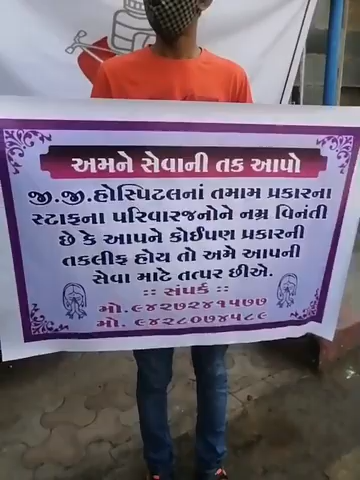 અમને સેવાની તક આપો
જી.જી.હોસ્પિટલનાં તમામ પ્રકારના
સ્ટાફના પરિવારજનોને નમ્ર વિનંતી
છે કે આપને કોઈપણ પ્રકારની
તકલીફ હોય તો અમે આપની
સેવા માટે તત્પર છીએ.
:: સંપર્ક ::
મો.૯૪૨૭૨૪૧૫૭૭
મો. ૯૪૨૮૦૭૪૫૮૯